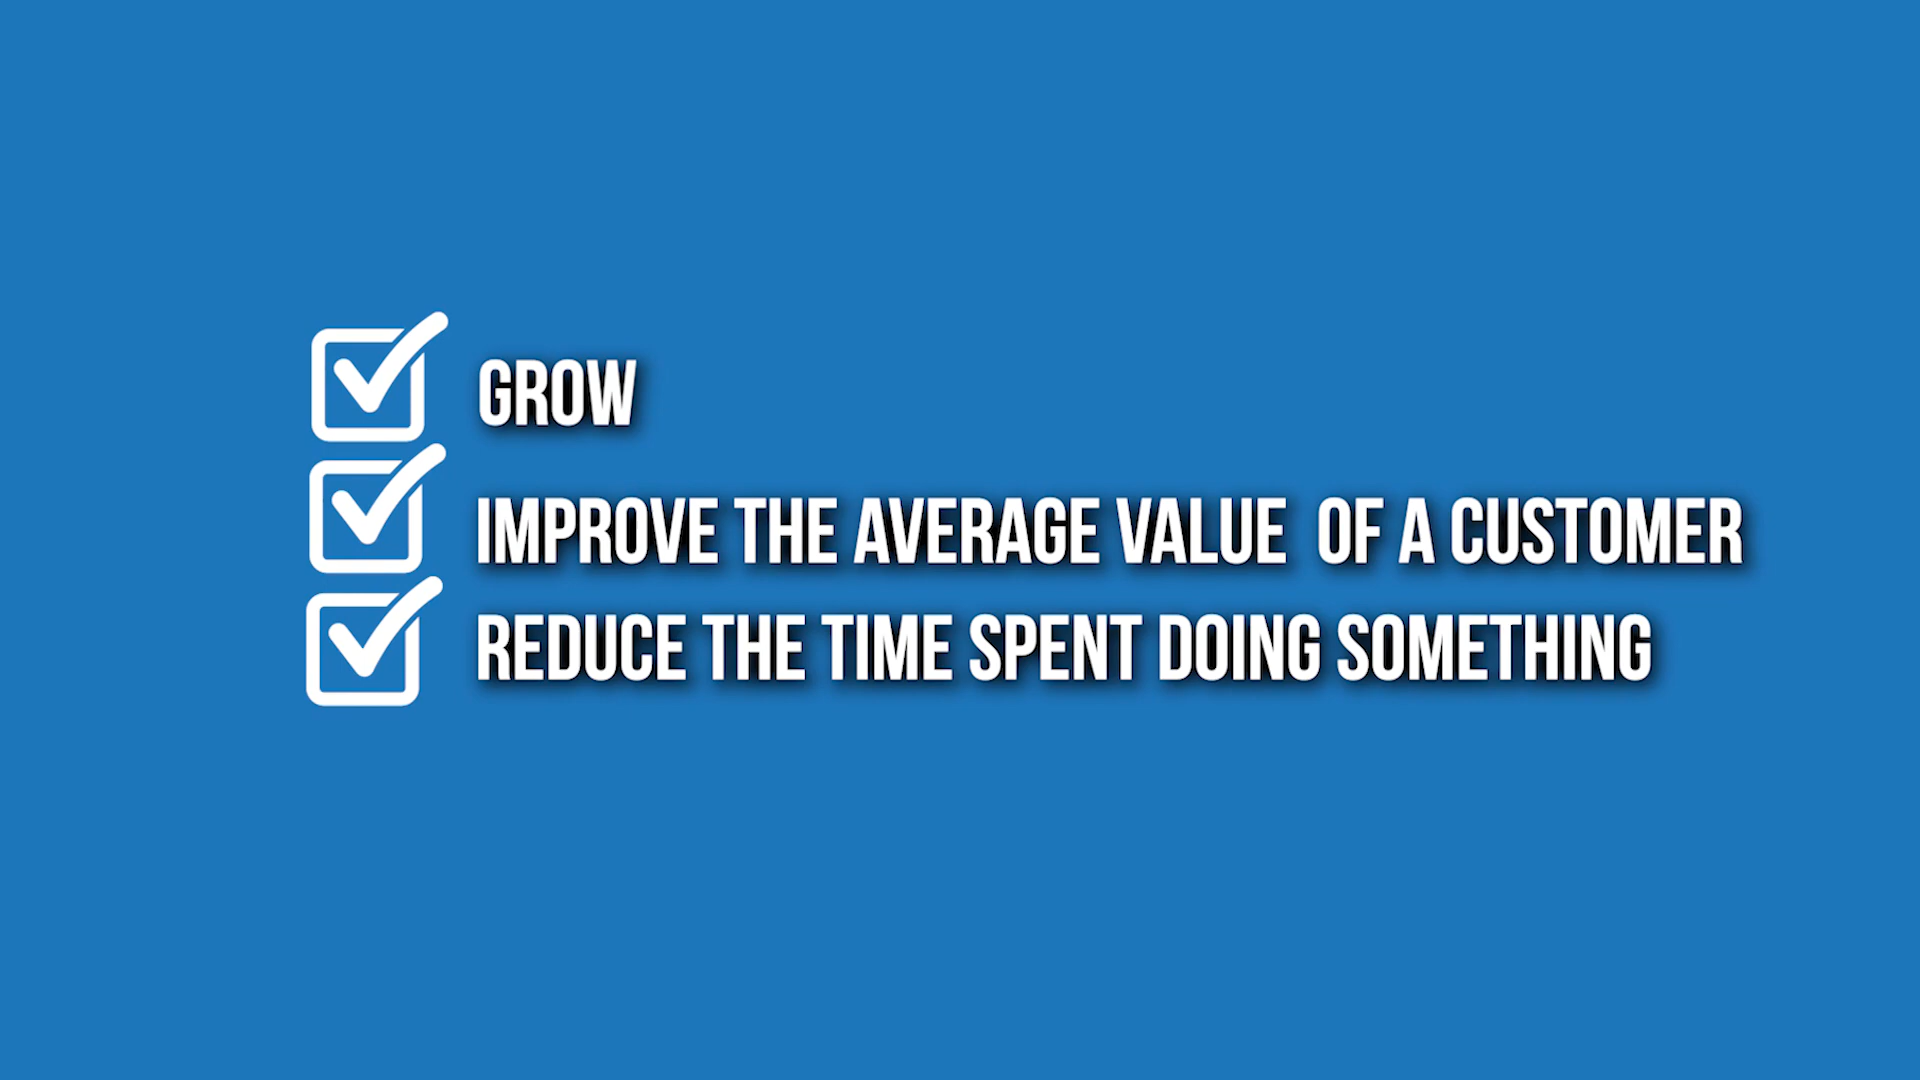 GROW
IMPROVE THE AVERAGE VALUE  OF A CUSTOMER
REDUCE THE TIME SPENT DOING SOMETHING